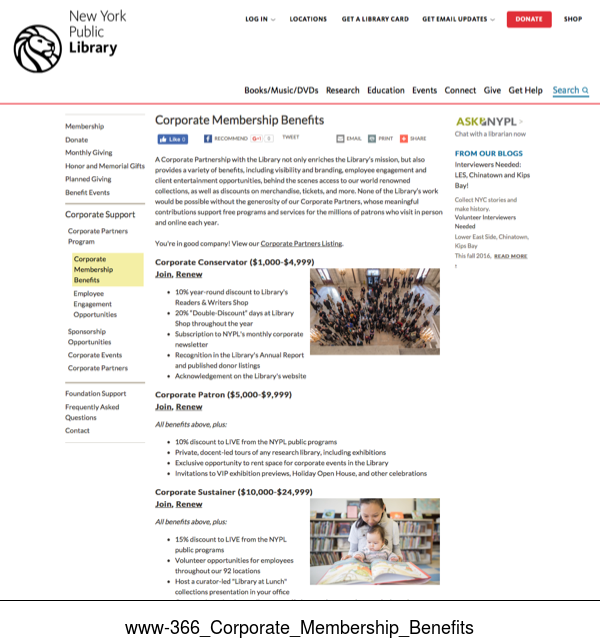 New York
Public
Library
LOG IN
LOCATIONS
GET A LIBRARY CARD
GET EMAIL UPDATES
DONATE
SHOP
Books/Music/DVDs Research Education Events Connect Give Get Help Search
Membership
Donate
Monthly Giving
Honor and Memorial Gifts
Planned Giving
Benefit Events
Corporate Support
Corporate Partners
Program
Corporate
Membership
Benefits
Employee
Engagement
Opportunities
Sponsorship
Opportunities
Corporate Events
Corporate Partners
Foundation Support
Frequently Asked
Questions
Contact
Corporate Membership Benefits
Like 0
RECOMMEND
G+1
0
TWEET
EMAIL
PRINT
SHARE
A Corporate Partnership with the Library not only enriches the Library's mission, but also
provides a variety of benefits, including visibility and branding, employee engagement and
client entertainment opportunities, behind the scenes access to our world renowned
collections, as well as discounts on merchandise, tickets, and more. None of the Library's work
would be possible without the generosity of our Corporate Partners, whose meaningful
contributions support free programs and services for the millions of patrons who visit in person
and online each year.
You're in good company! View our Corporate Partners Listing.
Corporate Conservator ($1,000-$4,999)
Join, Renew
• 10% year-round discount to Library's
Readers & Writers Shop
• 20% "Double-Discount" days at Library
Shop throughout the year
• Subscription to NYPL's monthly corporate
newsletter
• Recognition in the Library's Annual Report
and published donor listings
• Acknowledgement on the Library's website
Corporate Patron ($5,000-$9,999)
Join, Renew
All benefits above, plus:
• 10% discount to LIVE from the NYPL public programs
• Private, docent-led tours of any research library, including exhibitions
• Exclusive opportunity to rent space for corporate events in the Library
• Invitations to VIP exhibition previews, Holiday Open House, and other celebrations
Corporate Sustainer ($10,000-$24,999)
Join, Renew
All benefits above, plus:
• 15% discount to LIVE from the NYPL
public programs
• Volunteer opportunities for employees
throughout our 92 locations
• Host a curator-led "Library at Lunch"
collections presentation in your office
ASK NYPL
Chat with a librarian now
FROM OUR BLOGS
Interviewers Needed:
LES, Chinatown and Kips
Bay!
Collect NYC stories and
make history.
Volunteer Interviewers
Needed
Lower East Side, Chinatown,
Kips Bay
This fall 2016, READ MORE
www-366_Corporate_Membership_Benefits